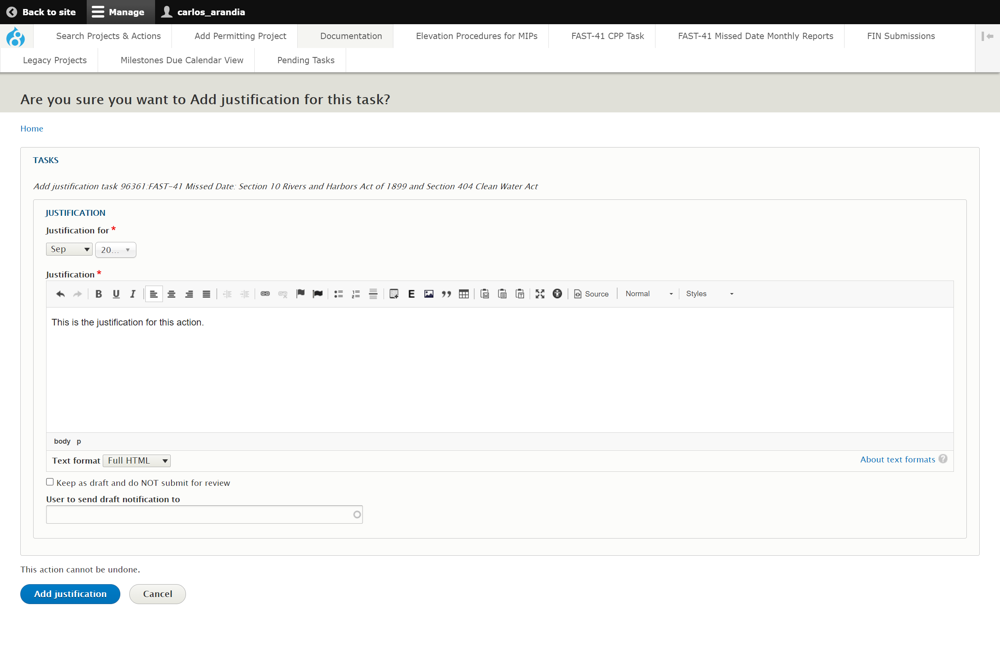 Back to site
Manage
carlos_arandia
Search Projects & Actions
Add Permitting Project
Documentation
Elevation Procedures for MIPs
FAST-41 CPP Task
FAST-41 Missed Date Monthly Reports
FIN Submissions
Legacy Projects
Milestones Due Calendar View
Pending Tasks
Are you sure you want to Add justification for this task?
Home
TASKS
Add justification task 96361:FAST-41 Missed Date: Section 10 Rivers and Harbors Act of 1899 and Section 404 Clean Water Act
JUSTIFICATION
Justification for *
Sep 20...
Justification *
B U I E Source Normal Styles
This is the justification for this action.
body p
Text format Full HTML
About text formats ?
Keep as draft and do NOT submit for review
User to send draft notification to
This action cannot be undone.
Add justification
Cancel